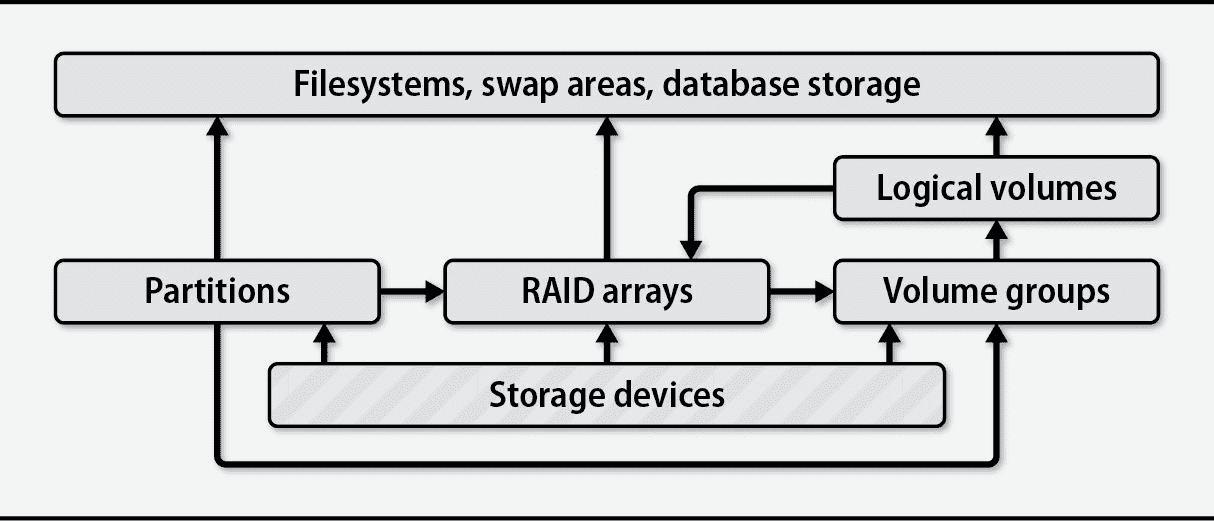 Filesystems, swap areas, database storage
Logical volumes
Partitions
RAID arrays
Volume groups
Storage devices